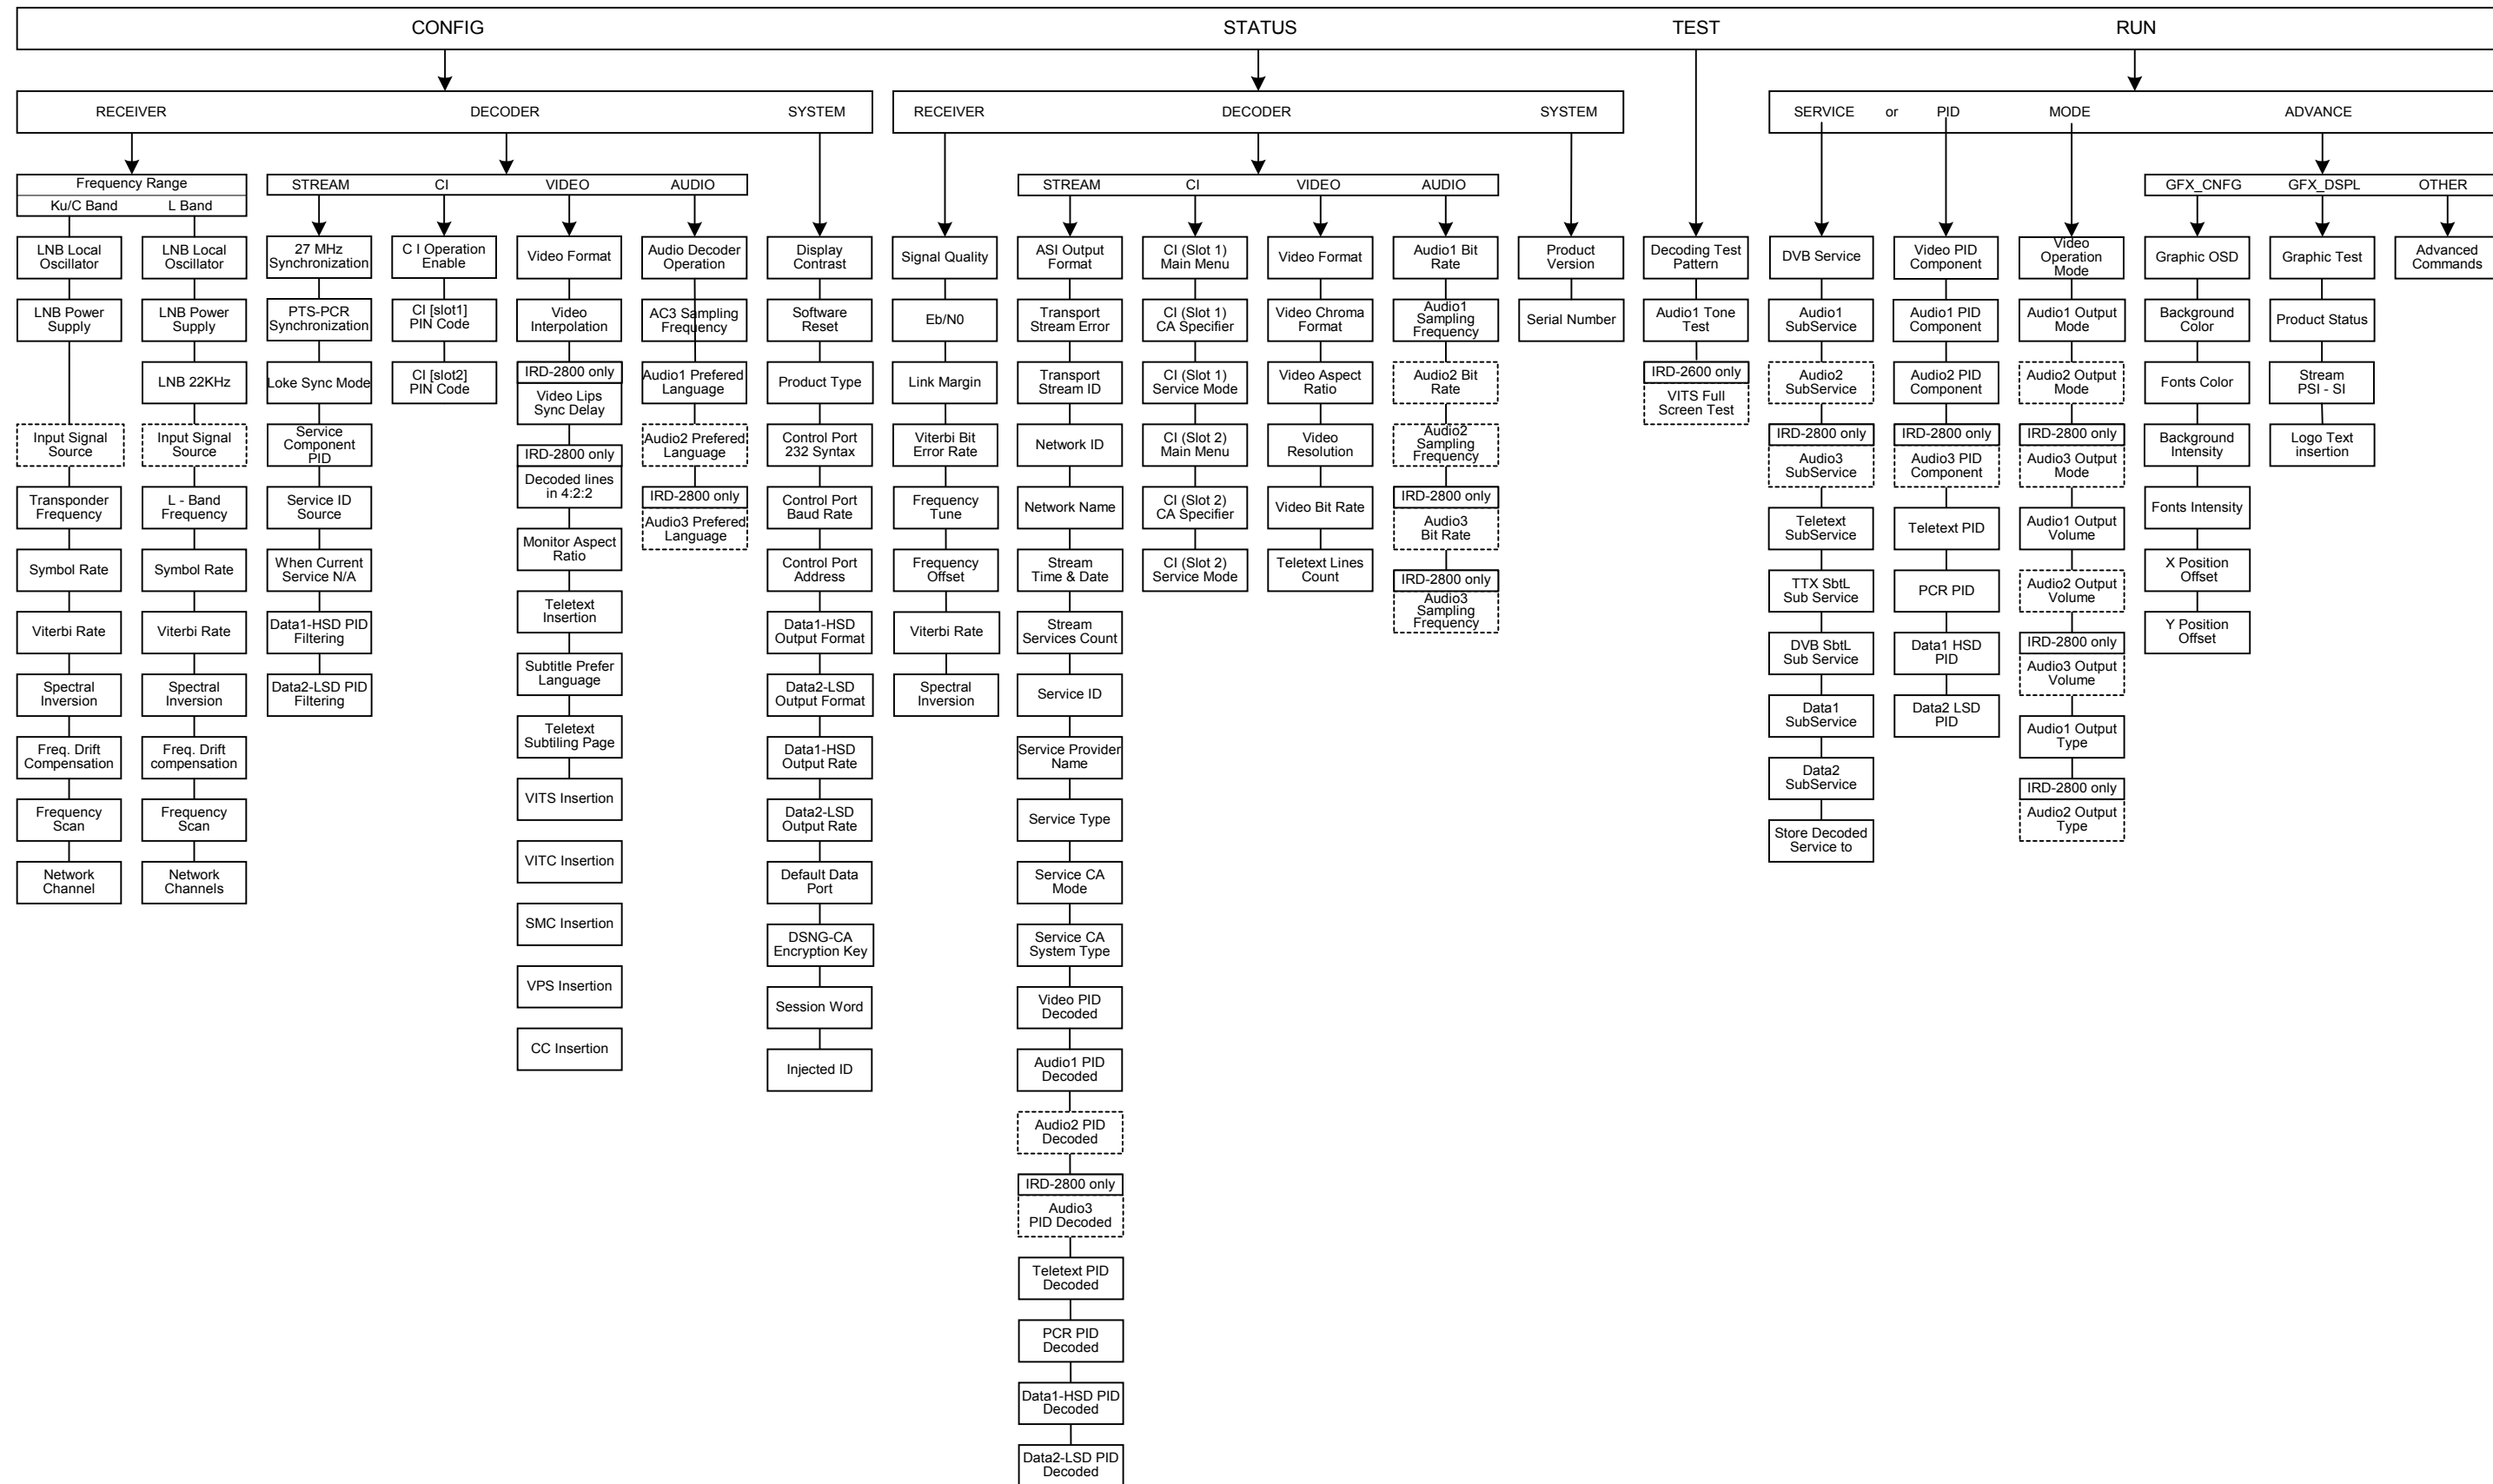 CONFIG
STATUS
TEST
RUN
RECEIVER
DECODER
SYSTEM
RECEIVER
DECODER
SYSTEM
SERVICE
or
PID
MODE
ADVANCE
Frequency Range
Ku/C Band
L Band
STREAM
CI
VIDEO
AUDIO
STREAM
CI
VIDEO
AUDIO
GFX_CNFG
GFX_DSPL
OTHER
LNB Local
Oscillator
LNB Power
Supply
Input Signal
Source
Transponder
Frequency
Symbol Rate
Viterbi Rate
Spectral
Inversion
Freq. Drift
Compensation
Frequency
Scan
Network
Channel
LNB Local
Oscillator
LNB Power
Supply
LNB 22KHz
Input Signal
Source
L - Band
Frequency
Symbol Rate
Viterbi Rate
Spectral
Inversion
Freq. Drift
compensation
Frequency
Scan
Network
Channels
27 MHz
Synchronization
PTS-PCR
Synchronization
Loke Sync Mode
Service
Component
PID
Service ID
Source
When Current
Service N/A
Data1-HSD PID
Filtering
Data2-LSD PID
Filtering
C I Operation
Enable
CI [slot1]
PIN Code
CI [slot2]
PIN Code
Video Format
Video
Interpolation
IRD-2800 only
Video Lips
Sync Delay
IRD-2800 only
Decoded lines
in 4:2:2
Monitor Aspect
Ratio
Teletext
Insertion
Subtitle Prefer
Language
Teletext
Subtiling Page
VITS Insertion
VITC Insertion
SMC Insertion
VPS Insertion
CC Insertion
Audio Decoder
Operation
AC3 Sampling
Frequency
Audio1 Prefered
Language
Audio2 Prefered
Language
IRD-2800 only
Audio3 Prefered
Language
Display
Contrast
Software
Reset
Product Type
Control Port
232 Syntax
Control Port
Baud Rate
Control Port
Address
Data1-HSD
Output Format
Data2-LSD
Output Format
Data1-HSD
Output Rate
Data2-LSD
Output Rate
Default Data
Port
DSNG-CA
Encryption Key
Session Word
Injected ID
Signal Quality
Eb/N0
Link Margin
Viterbi Bit
Error Rate
Frequency
Tune
Frequency
Offset
Viterbi Rate
Spectral
Inversion
ASI Output
Format
Transport
Stream Error
Transport
Stream ID
Network ID
Network Name
Stream
Time & Date
Stream
Services Count
Service ID
Service Provider
Name
Service Type
Service CA
Mode
Service CA
System Type
Video PID
Decoded
Audio1 PID
Decoded
Audio2 PID
Decoded
IRD-2800 only
Audio3
PID Decoded
Teletext PID
Decoded
PCR PID
Decoded
Data1-HSD PID
Decoded
Data2-LSD PID
Decoded
CI (Slot 1)
Main Menu
CI (Slot 1)
CA Specifier
CI (Slot 1)
Service Mode
CI (Slot 2)
Main Menu
CI (Slot 2)
CA Specifier
CI (Slot 2)
Service Mode
Video Format
Video Chroma
Format
Video Aspect
Ratio
Video
Resolution
Video Bit Rate
Teletext Lines
Count
Audio1 Bit
Rate
Audio1
Sampling
Frequency
Audio2 Bit
Rate
Audio2
Sampling
Frequency
IRD-2800 only
Audio3
Bit Rate
IRD-2800 only
Audio3
Sampling
Frequency
Product
Version
Serial Number
Decoding Test
Pattern
Audio1 Tone
Test
IRD-2600 only
VITS Full
Screen Test
DVB Service
Audio1
SubService
Audio2
SubService
IRD-2800 only
Audio3
SubService
Teletext
SubService
TTX SbtL
Sub Service
DVB SbtL
Sub Service
Data1
SubService
Data2
SubService
Store Decoded
Service to
Video PID
Component
Audio1 PID
Component
Audio2 PID
Component
IRD-2800 only
Audio3 PID
Component
Teletext PID
PCR PID
Data1 HSD
PID
Data2 LSD
PID
Video
Operation
Mode
Audio1 Output
Mode
Audio2 Output
Mode
IRD-2800 only
Audio3 Output
Mode
Audio1 Output
Volume
Audio2 Output
Volume
IRD-2800 only
Audio3 Output
Volume
Audio1 Output
Type
IRD-2800 only
Audio2 Output
Type
Graphic OSD
Background
Color
Fonts Color
Background
Intensity
Fonts Intensity
X Position
Offset
Y Position
Offset
Graphic Test
Product Status
Stream
PSI - SI
Logo Text
insertion
Advanced
Commands